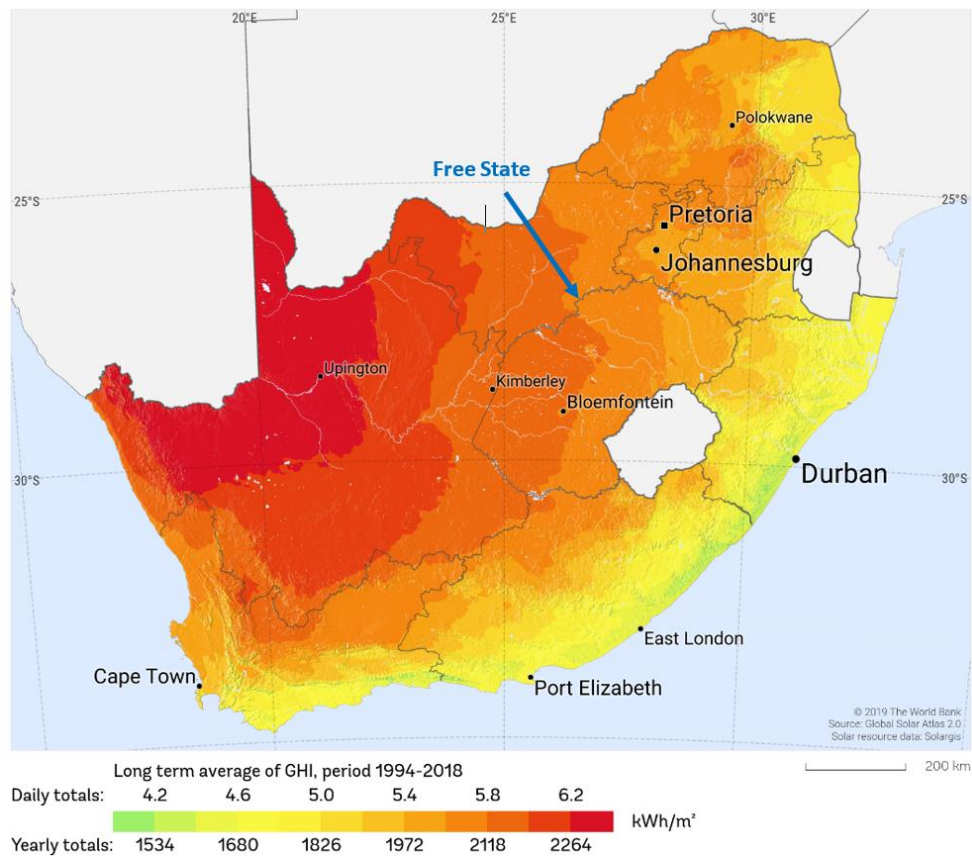 20°E 25°E 30°E
Polokwane
Free State
25°S 25°S
Pretoria
Johannesburg
Upington
Kimberley
Bloemfontein
Durban
30°S 30°S
East London
Cape Town
Port Elizabeth
© 2019 The World Bank
Source: Global Solar Atlas 2.0
Solar resource data: Solargis
Long term average of GHI, period 1994-2018
200 km
Daily totals: 4.2 4.6 5.0 5.4 5.8 6.2
kWh/m²
Yearly totals: 1534 1680 1826 1972 2118 2264